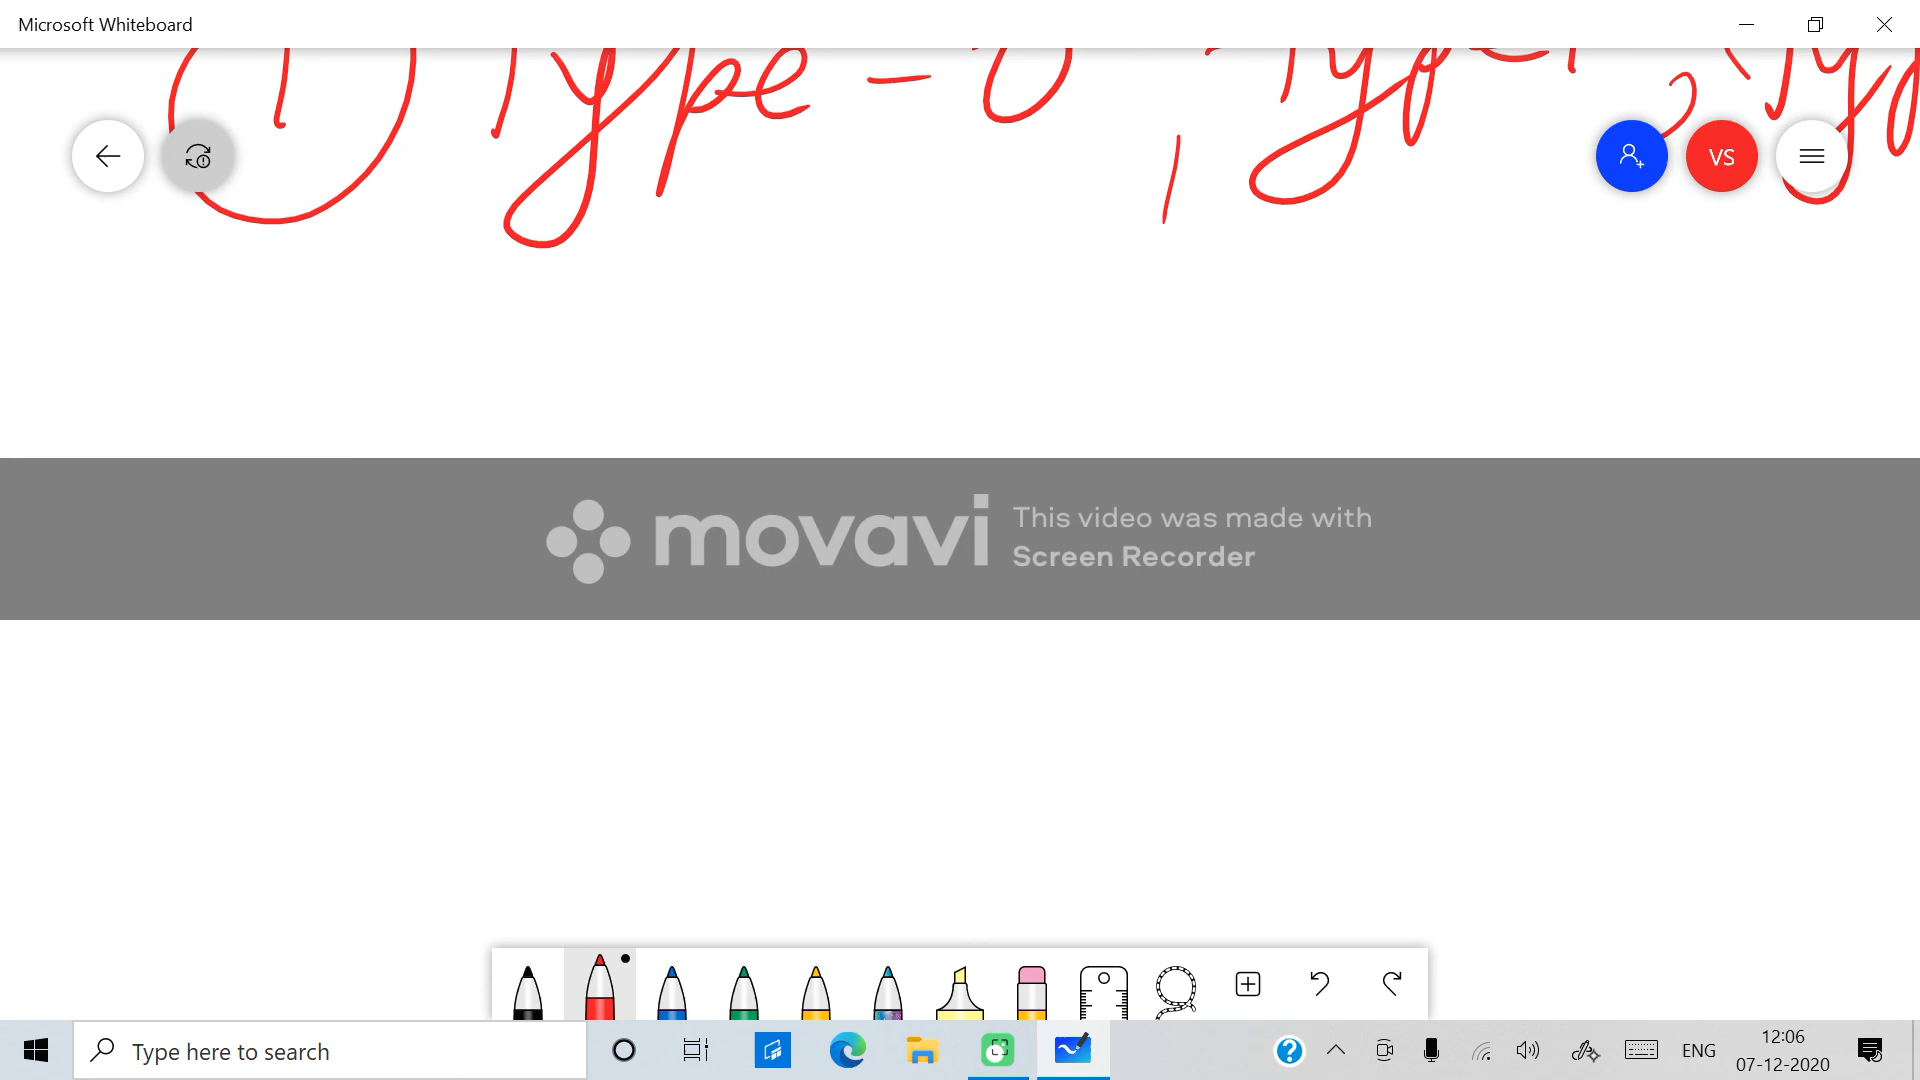 Microsoft Whiteboard
① Type - 0, Type 1, Typ
VS
movavi This video was made with
Screen Recorder
Type here to search
ENG
12:06
07-12-2020